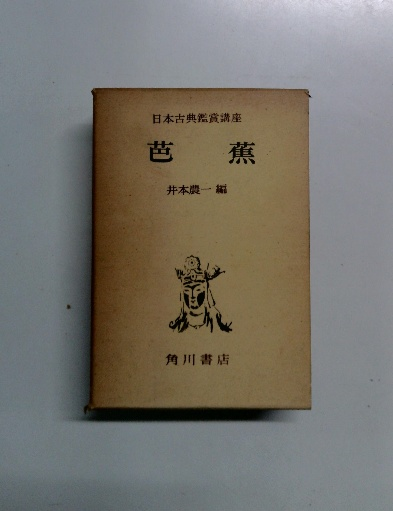 日本古典鑑賞講座
芭蕉
井本農一編
角川書店